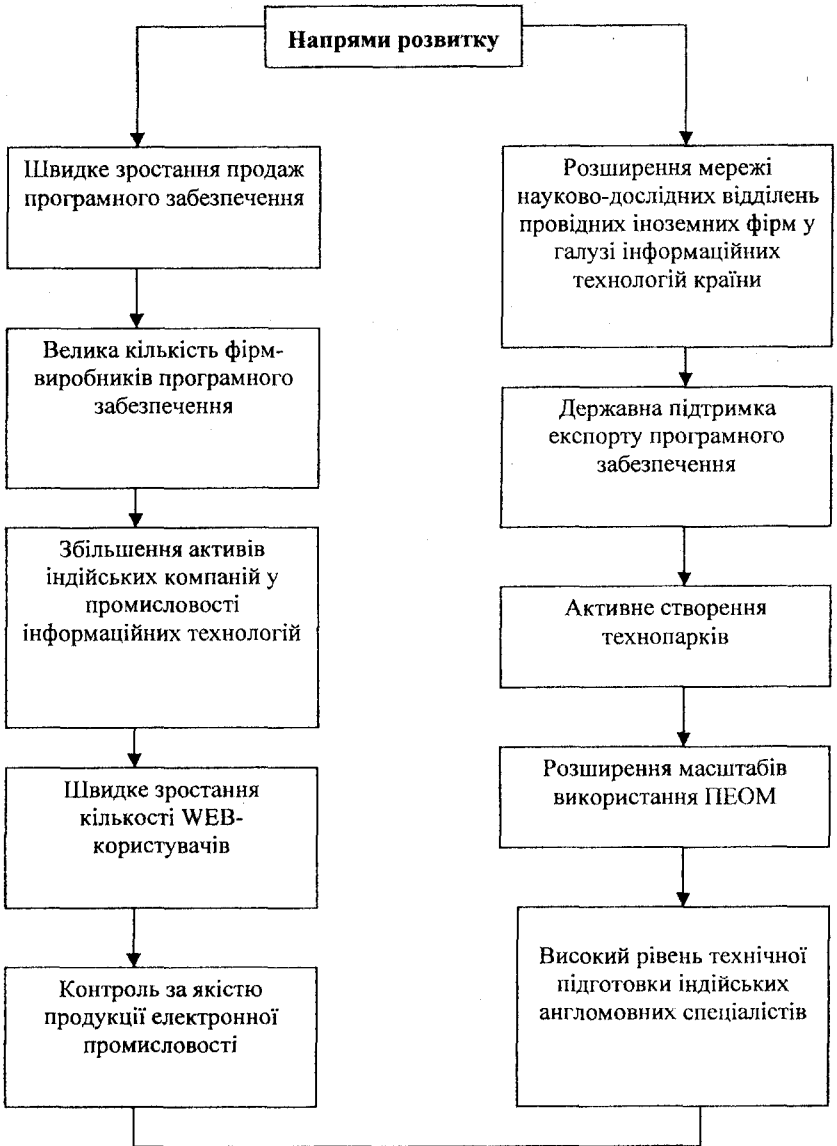 Напрями розвитку
Швидке зростання продаж
програмного забезпечення
Велика кількість фірм-
виробників програмного
забезпечення
Збільшення активів
індійських компаній у
промисловості
інформаційних технологій
Швидке зростання
кількості WEB-
користувачів
Контроль за якістю
продукції електронної
промисловості
Розширення мережі
науково-дослідних відділень
провідних іноземних фірм у
галузі інформаційних
технологій країни
Державна підтримка
експорту програмного
забезпечення
Активне створення
технопарків
Розширення масштабів
використання ПЕОМ
Високий рівень технічної
підготовки індійських
англомовних спеціалістів